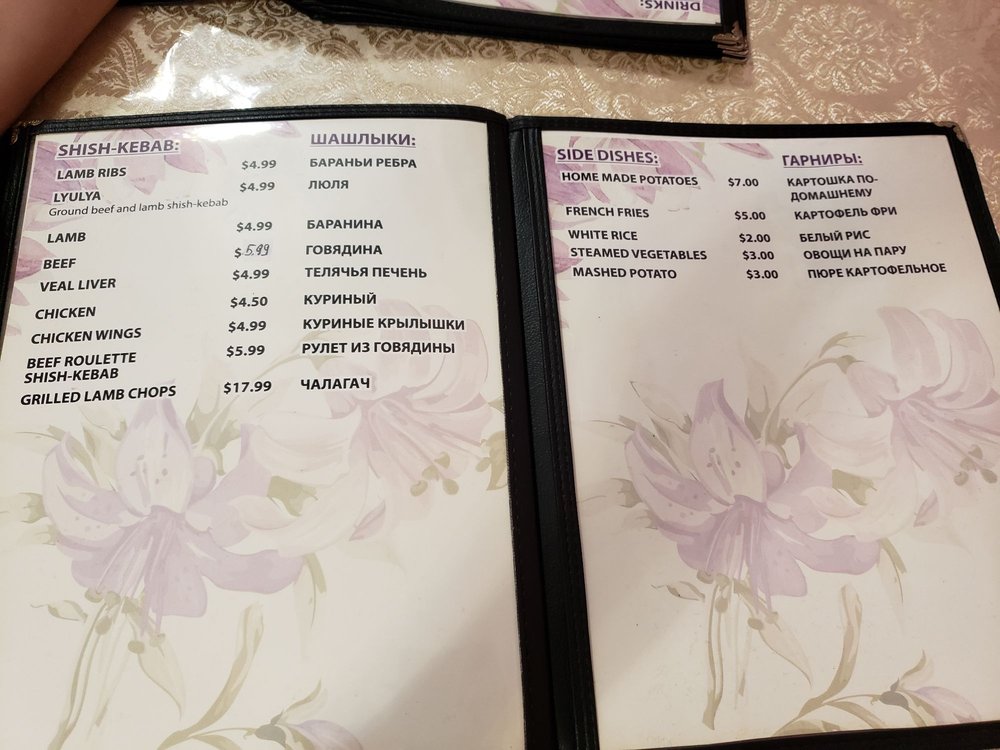 DRINKS:
SHISH-KEBAB: ШАШЛЫКИ:
LAMB RIBS $4.99 БАРАНЬИ РЕБРА
LYULYA $4.99 ЛЮЛЯ
Ground beef and lamb shish-kebab
LAMB $4.99 БАРАНИНА
BEEF $5.99 ГОВЯДИНА
VEAL LIVER $4.99 ТЕЛЯЧЬЯ ПЕЧЕНЬ
CHICKEN $4.50 КУРИНЫЙ
CHICKEN WINGS $4.99 КУРИНЫЕ КРЫЛЫШКИ
BEEF ROULETTE $5.99 РУЛЕТ ИЗ ГОВЯДИНЫ
SHISH-KEBAB
GRILLED LAMB CHOPS $17.99 ЧАЛАГАЧ
SIDE DISHES: ГАРНИРЫ:
HOME MADE POTATOES $7.00 КАРТОШКА ПО-
ДОМАШНЕМУ
FRENCH FRIES $5.00 КАРТОФЕЛЬ ФРИ
WHITE RICE $2.00 БЕЛЫЙ РИС
STEAMED VEGETABLES $3.00 ОВОЩИ НА ПАРУ
MASHED POTATO $3.00 ПЮРЕ КАРТОФЕЛЬНОЕ